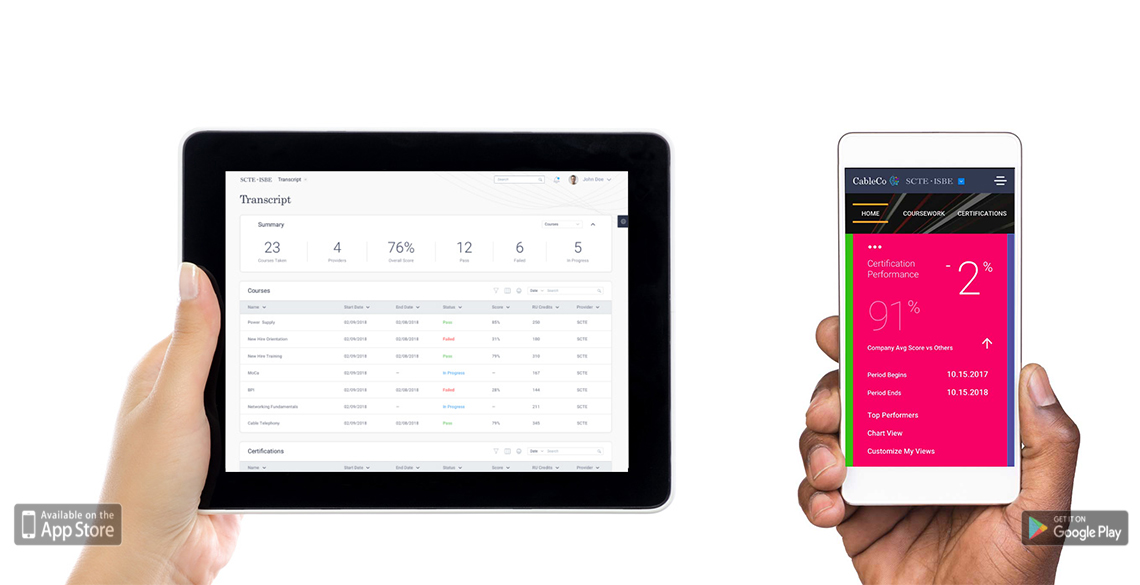 SCTE • ISBE Transcript
Search
John Doe
Transcript
Summary
Courses
23 4 76% 12 6 5
Courses Taken Providers Overall Score Pass Failed In Progress
Courses
Date Search
Name Start Date End Date Status Score RU Credits Provider
Power Supply 02/09/2018 02/08/2018 Pass 85% 250 SCTE
New Hire Orientation 02/09/2018 02/08/2018 Failed 31% 180 SCTE
New Hire Training 02/09/2018 02/08/2018 Pass 79% 210 SCTE
MoCa 02/09/2018 – In Progress – 167 SCTE
BPI 02/09/2018 02/08/2018 Failed 28% 144 SCTE
Networking Fundamentals 02/09/2018 – In Progress – 211 SCTE
Cable Telephony 02/09/2018 02/08/2018 Pass 79% 345 SCTE
Certifications
Date Search
Name Start Date End Date Status Score RU Credits Provider
CableCo SCTE • ISBE
HOME COURSEWORK CERTIFICATIONS
Certification
Performance
-2%
91%
Company Avg Score vs Others
Period Begins 10.15.2017
Period Ends 10.15.2018
Top Performers
Chart View
Customize My Views
Available on the
App Store
GET IT ON
Google Play